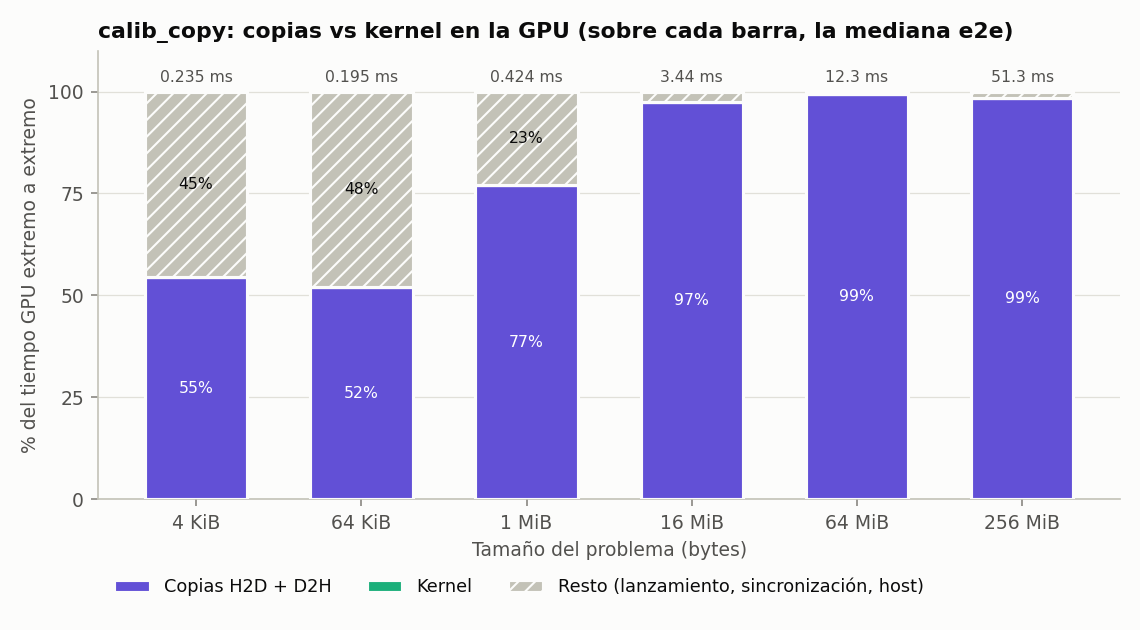 calib_copy: copias vs kernel en la GPU (sobre cada barra, la mediana e2e)
0.235 ms
0.195 ms
0.424 ms
3.44 ms
12.3 ms
51.3 ms
% del tiempo GPU extremo a extremo
100
75
50
25
0
45%
48%
23%
55%
52%
77%
97%
99%
99%
4 KiB
64 KiB
1 MiB
16 MiB
64 MiB
256 MiB
Tamaño del problema (bytes)
Copias H2D + D2H
Kernel
Resto (lanzamiento, sincronización, host)